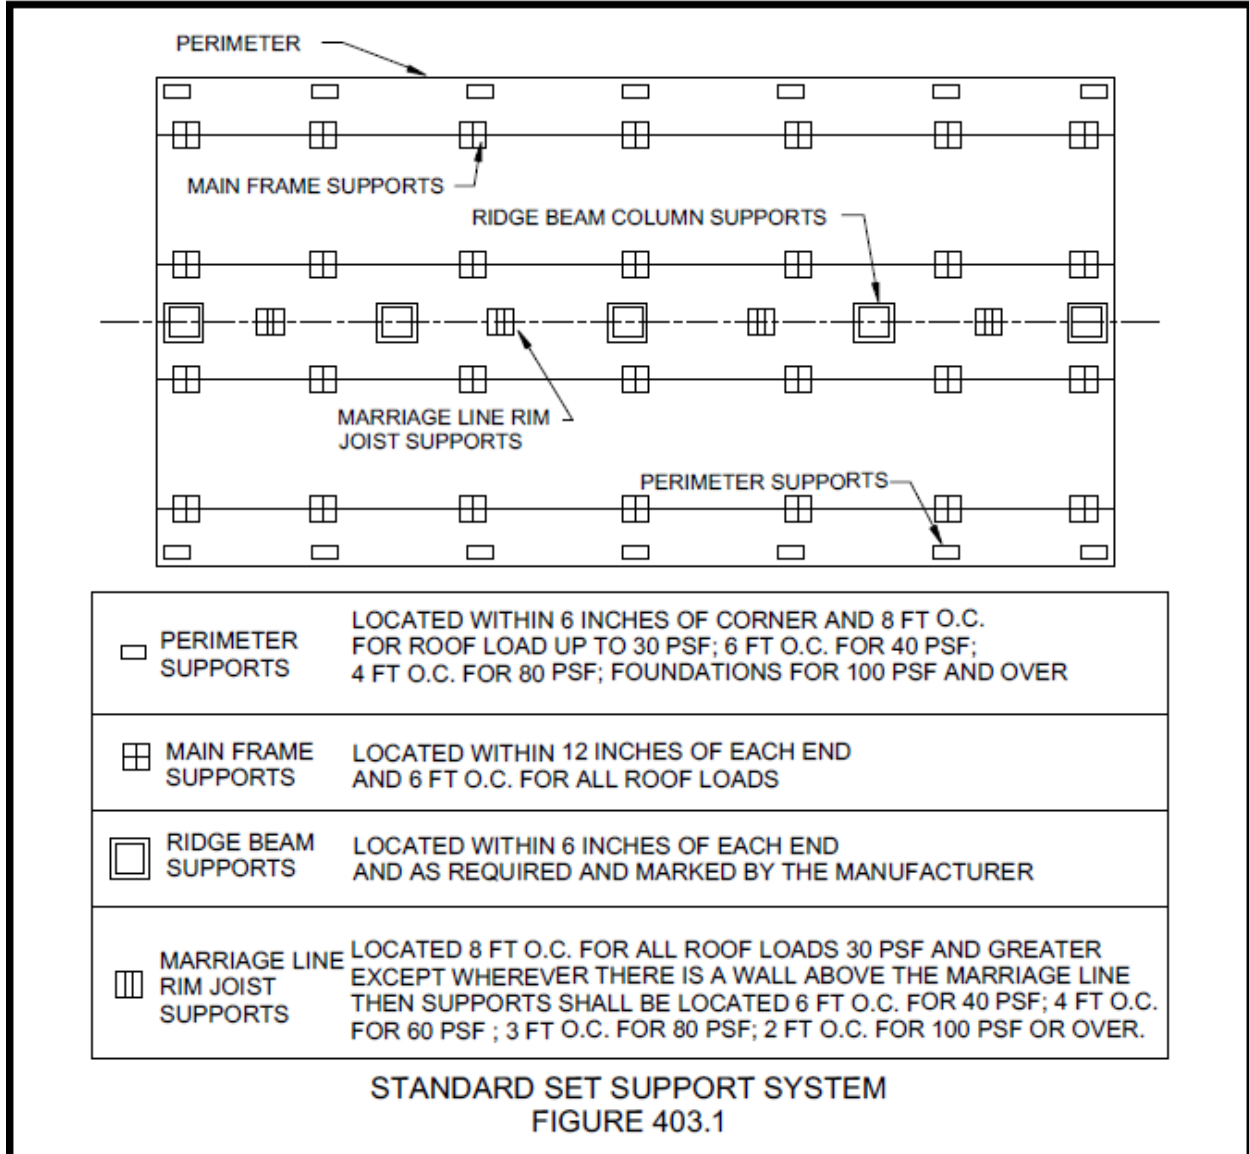 PERIMETER
MAIN FRAME SUPPORTS
RIDGE BEAM COLUMN SUPPORTS
MARRIAGE LINE RIM
JOIST SUPPORTS
PERIMETER SUPPORTS
PERIMETER
SUPPORTS
LOCATED WITHIN 6 INCHES OF CORNER AND 8 FT O.C.
FOR ROOF LOAD UP TO 30 PSF; 6 FT O.C. FOR 40 PSF;
4 FT O.C. FOR 80 PSF; FOUNDATIONS FOR 100 PSF AND OVER
MAIN FRAME
SUPPORTS
LOCATED WITHIN 12 INCHES OF EACH END
AND 6 FT O.C. FOR ALL ROOF LOADS
RIDGE BEAM
SUPPORTS
LOCATED WITHIN 6 INCHES OF EACH END
AND AS REQUIRED AND MARKED BY THE MANUFACTURER
MARRIAGE LINE
RIM JOIST
SUPPORTS
LOCATED 8 FT O.C. FOR ALL ROOF LOADS 30 PSF AND GREATER
EXCEPT WHEREVER THERE IS A WALL ABOVE THE MARRIAGE LINE
THEN SUPPORTS SHALL BE LOCATED 6 FT O.C. FOR 40 PSF; 4 FT O.C.
FOR 60 PSF ; 3 FT O.C. FOR 80 PSF; 2 FT O.C. FOR 100 PSF OR OVER.
STANDARD SET SUPPORT SYSTEM
FIGURE 403.1